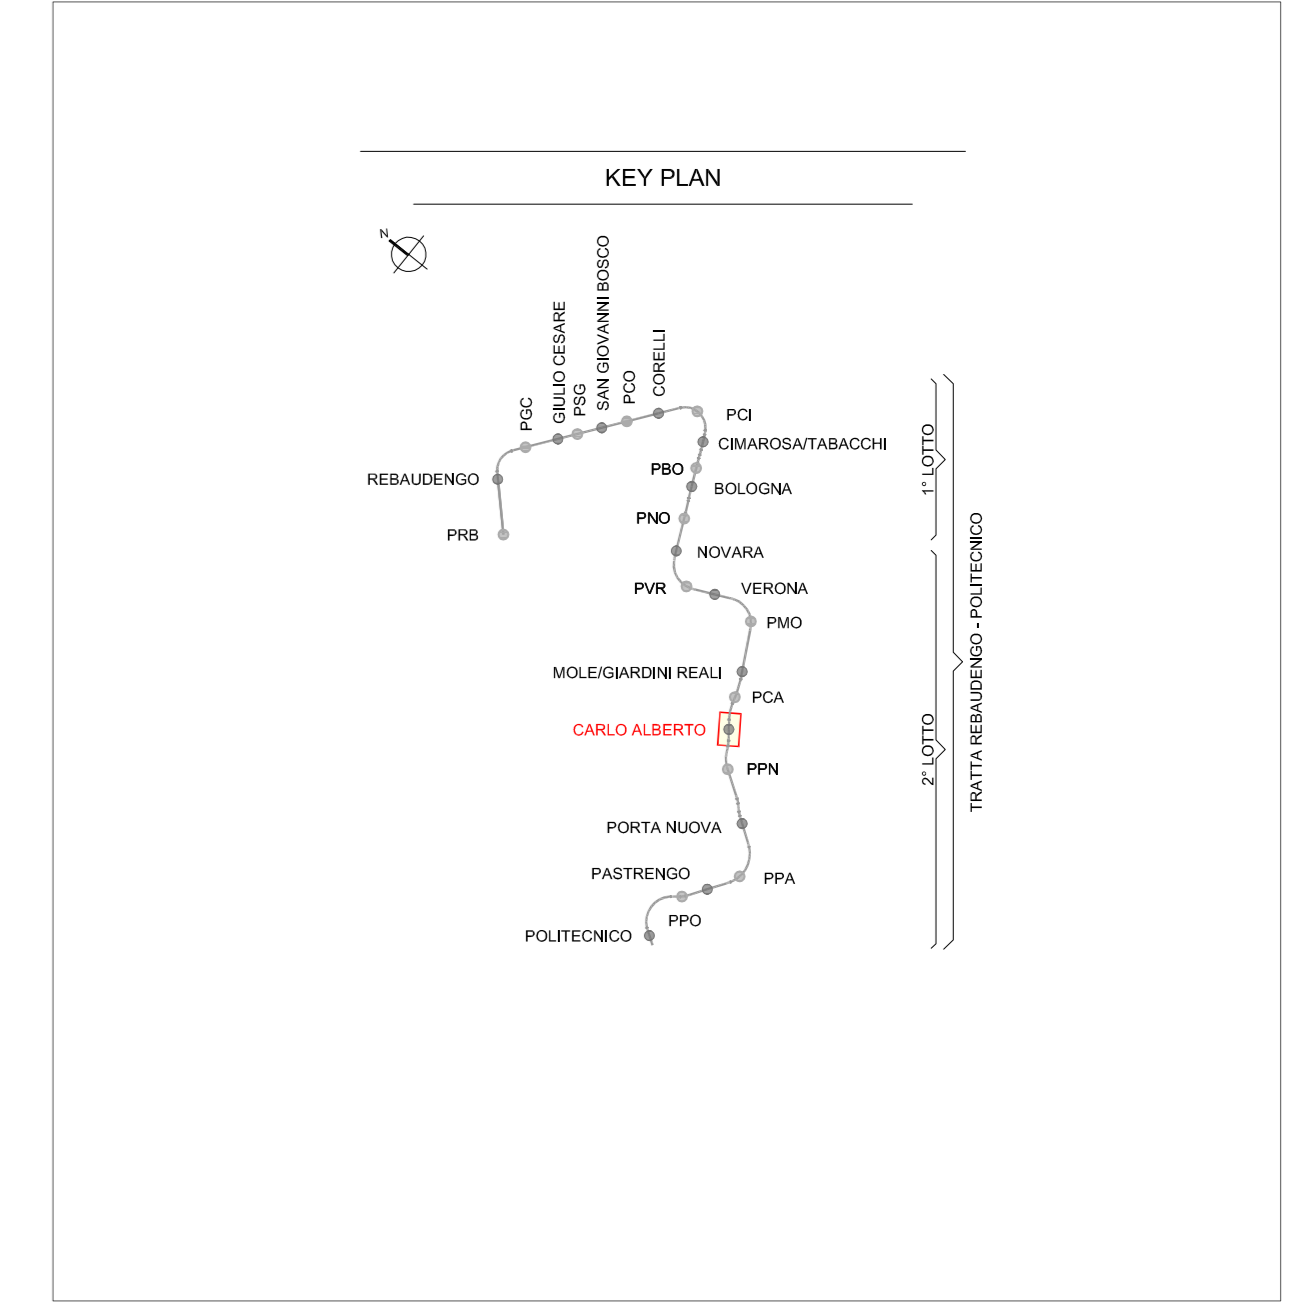 KEY PLAN
N
PGC
GIULIO CESARE
PSG
SAN GIOVANNI BOSCO
PCO
CORELLI
PCI
CIMAROSA/TABACCHI
PBO
BOLOGNA
REBAUDENGO
PNO
PRB
NOVARA
PVR
VERONA
PMO
MOLE/GIARDINI REALI
PCA
CARLO ALBERTO
PPN
PORTA NUOVA
PASTRENGO
PPA
PPO
POLITECNICO
1° LOTTO
2° LOTTO
TRATTA REBAUDENGO - POLITECNICO